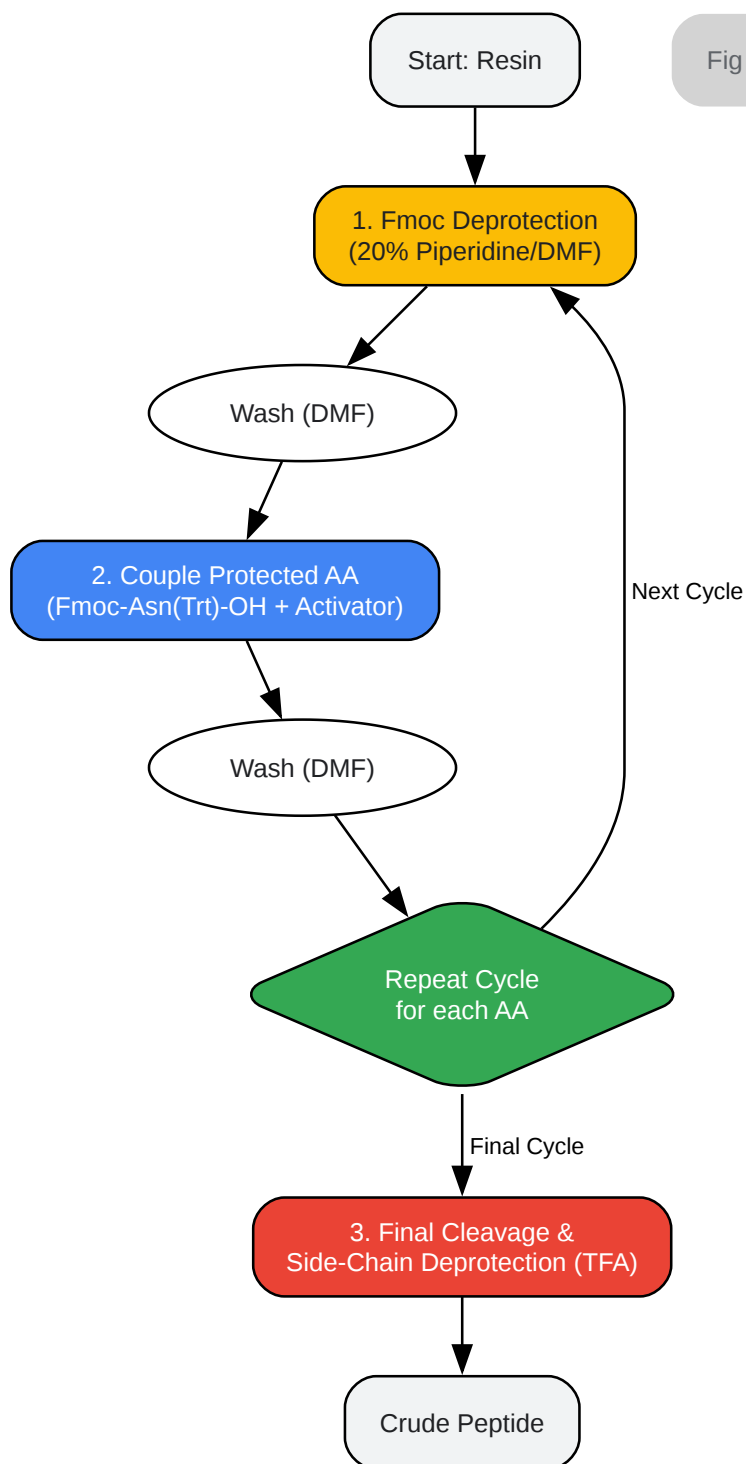 Start: Resin
Fig
1. Fmoc Deprotection
(20% Piperidine/DMF)
Wash (DMF)
2. Couple Protected AA
(Fmoc-Asn(Trt)-OH + Activator)
Next Cycle
Wash (DMF)
Repeat Cycle
for each AA
Final Cycle
3. Final Cleavage &
Side-Chain Deprotection (TFA)
Crude Peptide